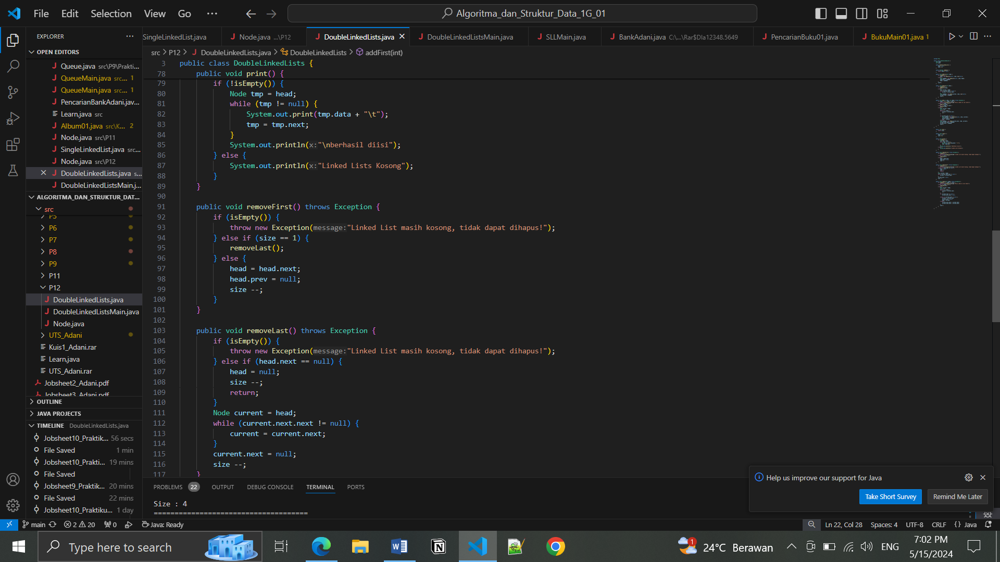 File Edit Selection View Go ···
Algoritma_dan_Struktur_Data_1G_01
EXPLORER
OPEN EDITORS
Queue.java src\P9\Prakti...
QueueMain.java src... 1
QueueMain.java src... 1
PencarianBankAdani.jav...
Learn.java src
Album01.java src\K... 2
Node.java src\P11
SingleLinkedList.java src...
Node.java src\P12
DoubleLinkedLists.java s...
DoubleLinkedListsMain.j...
ALGORITMA_DAN_STRUKTUR_DAT...
src
P5
P6
P7
P8
P9
P11
P12
DoubleLinkedLists.java
DoubleLinkedListsMain.java
Node.java
UTS_Adani
Kuis1_Adani.rar
Learn.java
UTS_Adani.rar
Jobsheet2_Adani.pdf
Jobsheet3_Adani.pdf
OUTLINE
JAVA PROJECTS
TIMELINE DoubleLinkedLists.java
Jobsheet10_Praktik... 56 secs
File Saved 1 min
Jobsheet10_Prakti... 19 mins
File Saved
Jobsheet9_Praktik... 20 mins
File Saved 22 mins
Jobsheet10_Praktiku... 1 day
SingleLinkedList.java Node.java ...\P12 DoubleLinkedLists.java DoubleLinkedListsMain.java SLLMain.java BankAdani.java C:\...\Rar$DIa12348.5649 PencarianBuku01.java BukuMain01.java 1
src > P12 > DoubleLinkedLists.java > DoubleLinkedLists > addFirst(int)
3 public class DoubleLinkedLists {
78 public void print() {
79 if (!isEmpty()) {
80 Node tmp = head;
81 while (tmp != null) {
82 System.out.print(tmp.data + "\t");
83 tmp = tmp.next;
84 }
85 System.out.println(x:"\nberhasil diisi");
86 } else {
87 System.out.println(x:"Linked Lists Kosong");
88 }
89 }
90
91 public void removeFirst() throws Exception {
92 if (isEmpty()) {
93 throw new Exception(message:"Linked List masih kosong, tidak dapat dihapus!");
94 } else if (size == 1) {
95 removeLast();
96 } else {
97 head = head.next;
98 head.prev = null;
99 size --;
100 }
101 }
102
103 public void removeLast() throws Exception {
104 if (isEmpty()) {
105 throw new Exception(message:"Linked List masih kosong, tidak dapat dihapus!");
106 } else if (head.next == null) {
107 head = null;
108 size --;
109 return;
110 }
111 Node current = head;
112 while (current.next.next != null) {
113 current = current.next;
114 }
115 current.next = null;
116 size --;
117 }
PROBLEMS 22 OUTPUT DEBUG CONSOLE TERMINAL PORTS
Size : 4
=====================================
Help us improve our support for Java
Take Short Survey Remind Me Later
main 2 20 0 Java: Ready Ln 22, Col 28 Spaces: 4 UTF-8 CRLF {} Java
Type here to search
1 24°C Berawan ENG
7:02 PM
5/15/2024